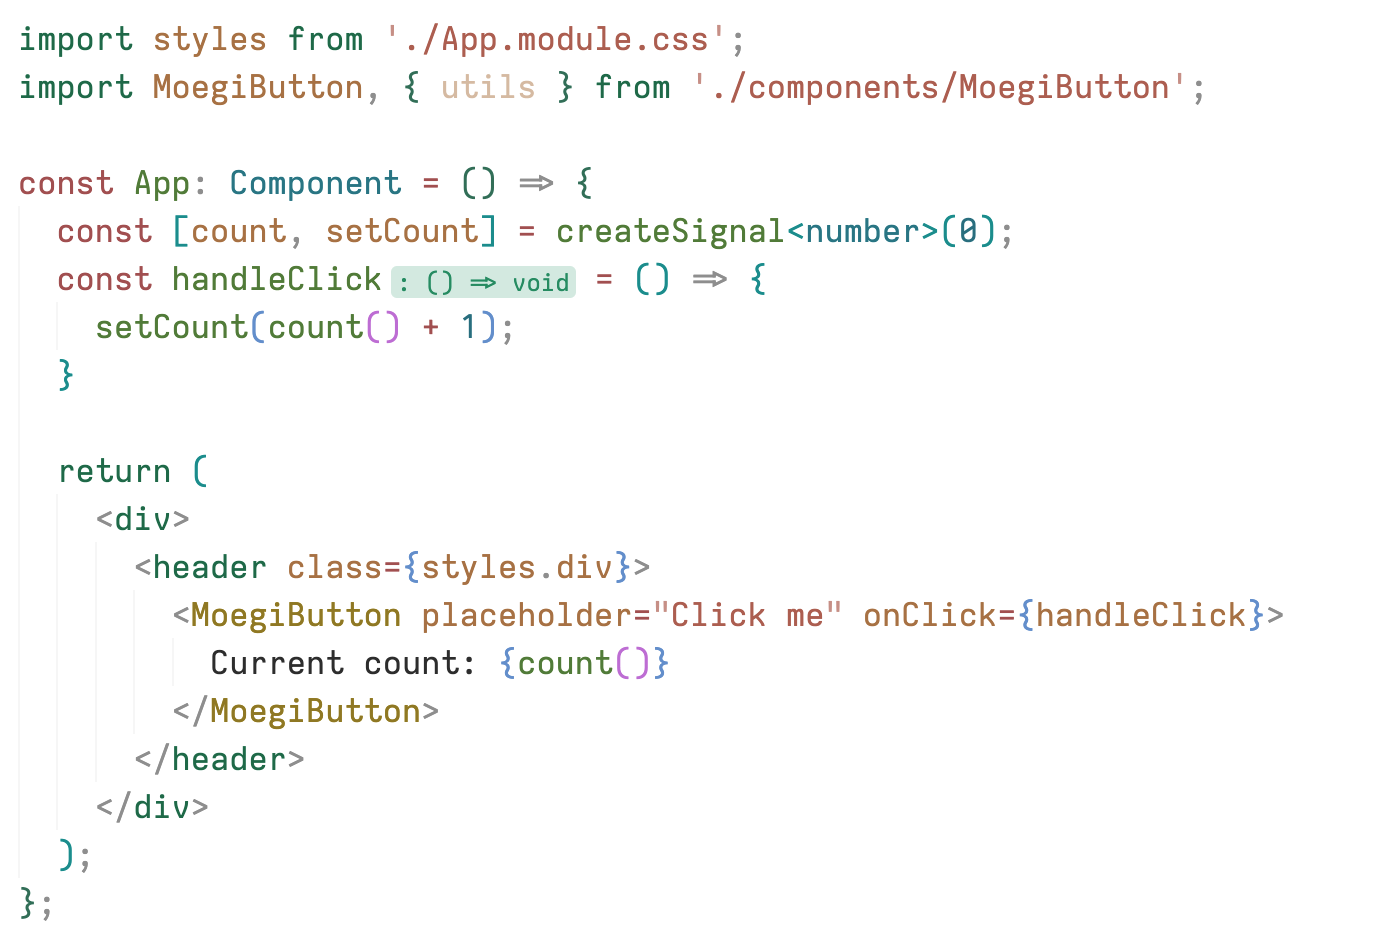 import styles from './App.module.css';
import MoegiButton, { utils } from './components/MoegiButton';

const App: Component = () => {
  const [count, setCount] = createSignal<number>(0);
  const handleClick : () => void = () => {
    setCount(count() + 1);
  }

  return (
    <div>
      <header class={styles.div}>
        <MoegiButton placeholder="Click me" onClick={handleClick}>
          Current count: {count()}
        </MoegiButton>
      </header>
    </div>
  );
};